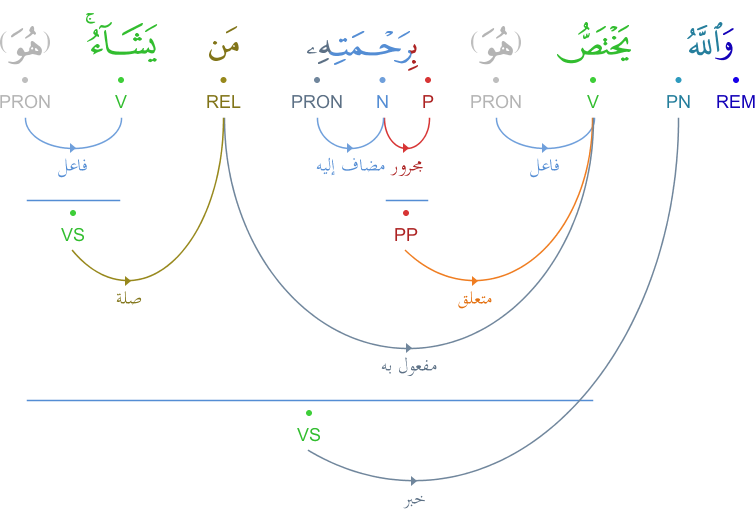 وَٱللَّهُ يَخْتَصُّ (هُوَ) بِرَحْمَتِهِۦ مَن يَشَآءُ ۚ (هُوَ)
REM PN V PRON P N PRON REL V PRON
فاعل مجرور مضاف إليه فاعل
VS PP
متعلق صلة
مفعول به
VS
خبر